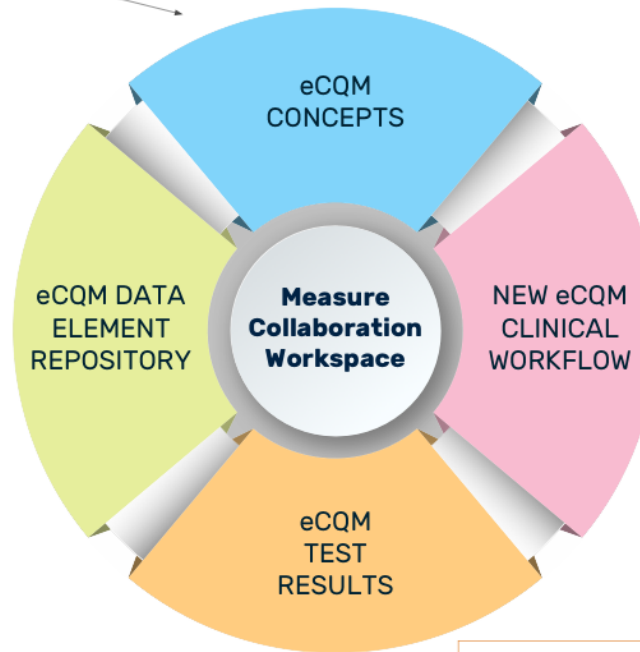 eCQM
CONCEPTS
eCQM DATA
ELEMENT
REPOSITORY
Measure
Collaboration
Workspace
NEW eCQM
CLINICAL
WORKFLOW
eCQM
TEST
RESULTS